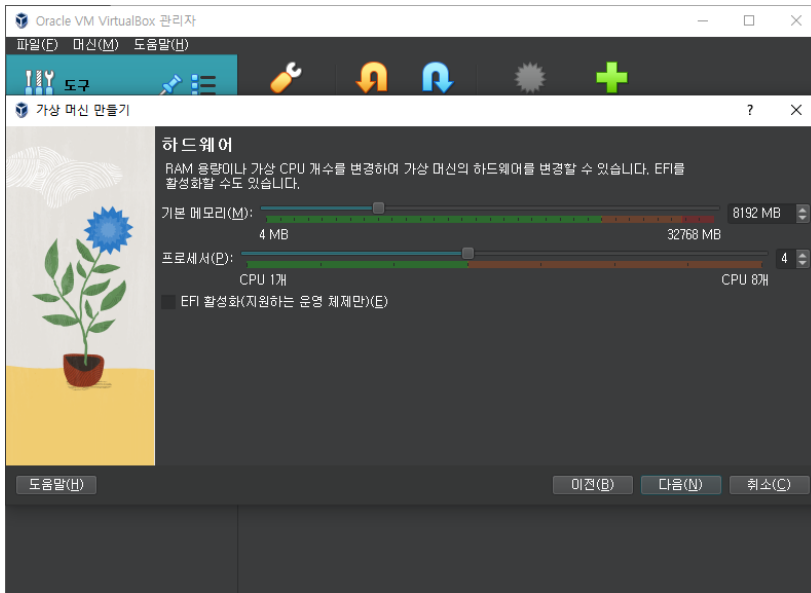 Oracle VM VirtualBox 관리자
파일(F) 머신(M) 도움말(H)
도구
가상 머신 만들기
?
하드웨어
RAM 용량이나 가상 CPU 개수를 변경하여 가상 머신의 하드웨어를 변경할 수 있습니다. EFI를
활성화할 수도 있습니다.
기본 메모리(M): 8192 MB
4 MB 32768 MB
프로세서(P): 4
CPU 1개 CPU 8개
EFI 활성화(지원하는 운영 체제만)(E)
도움말(H) 이전(B) 다음(N) 취소(C)